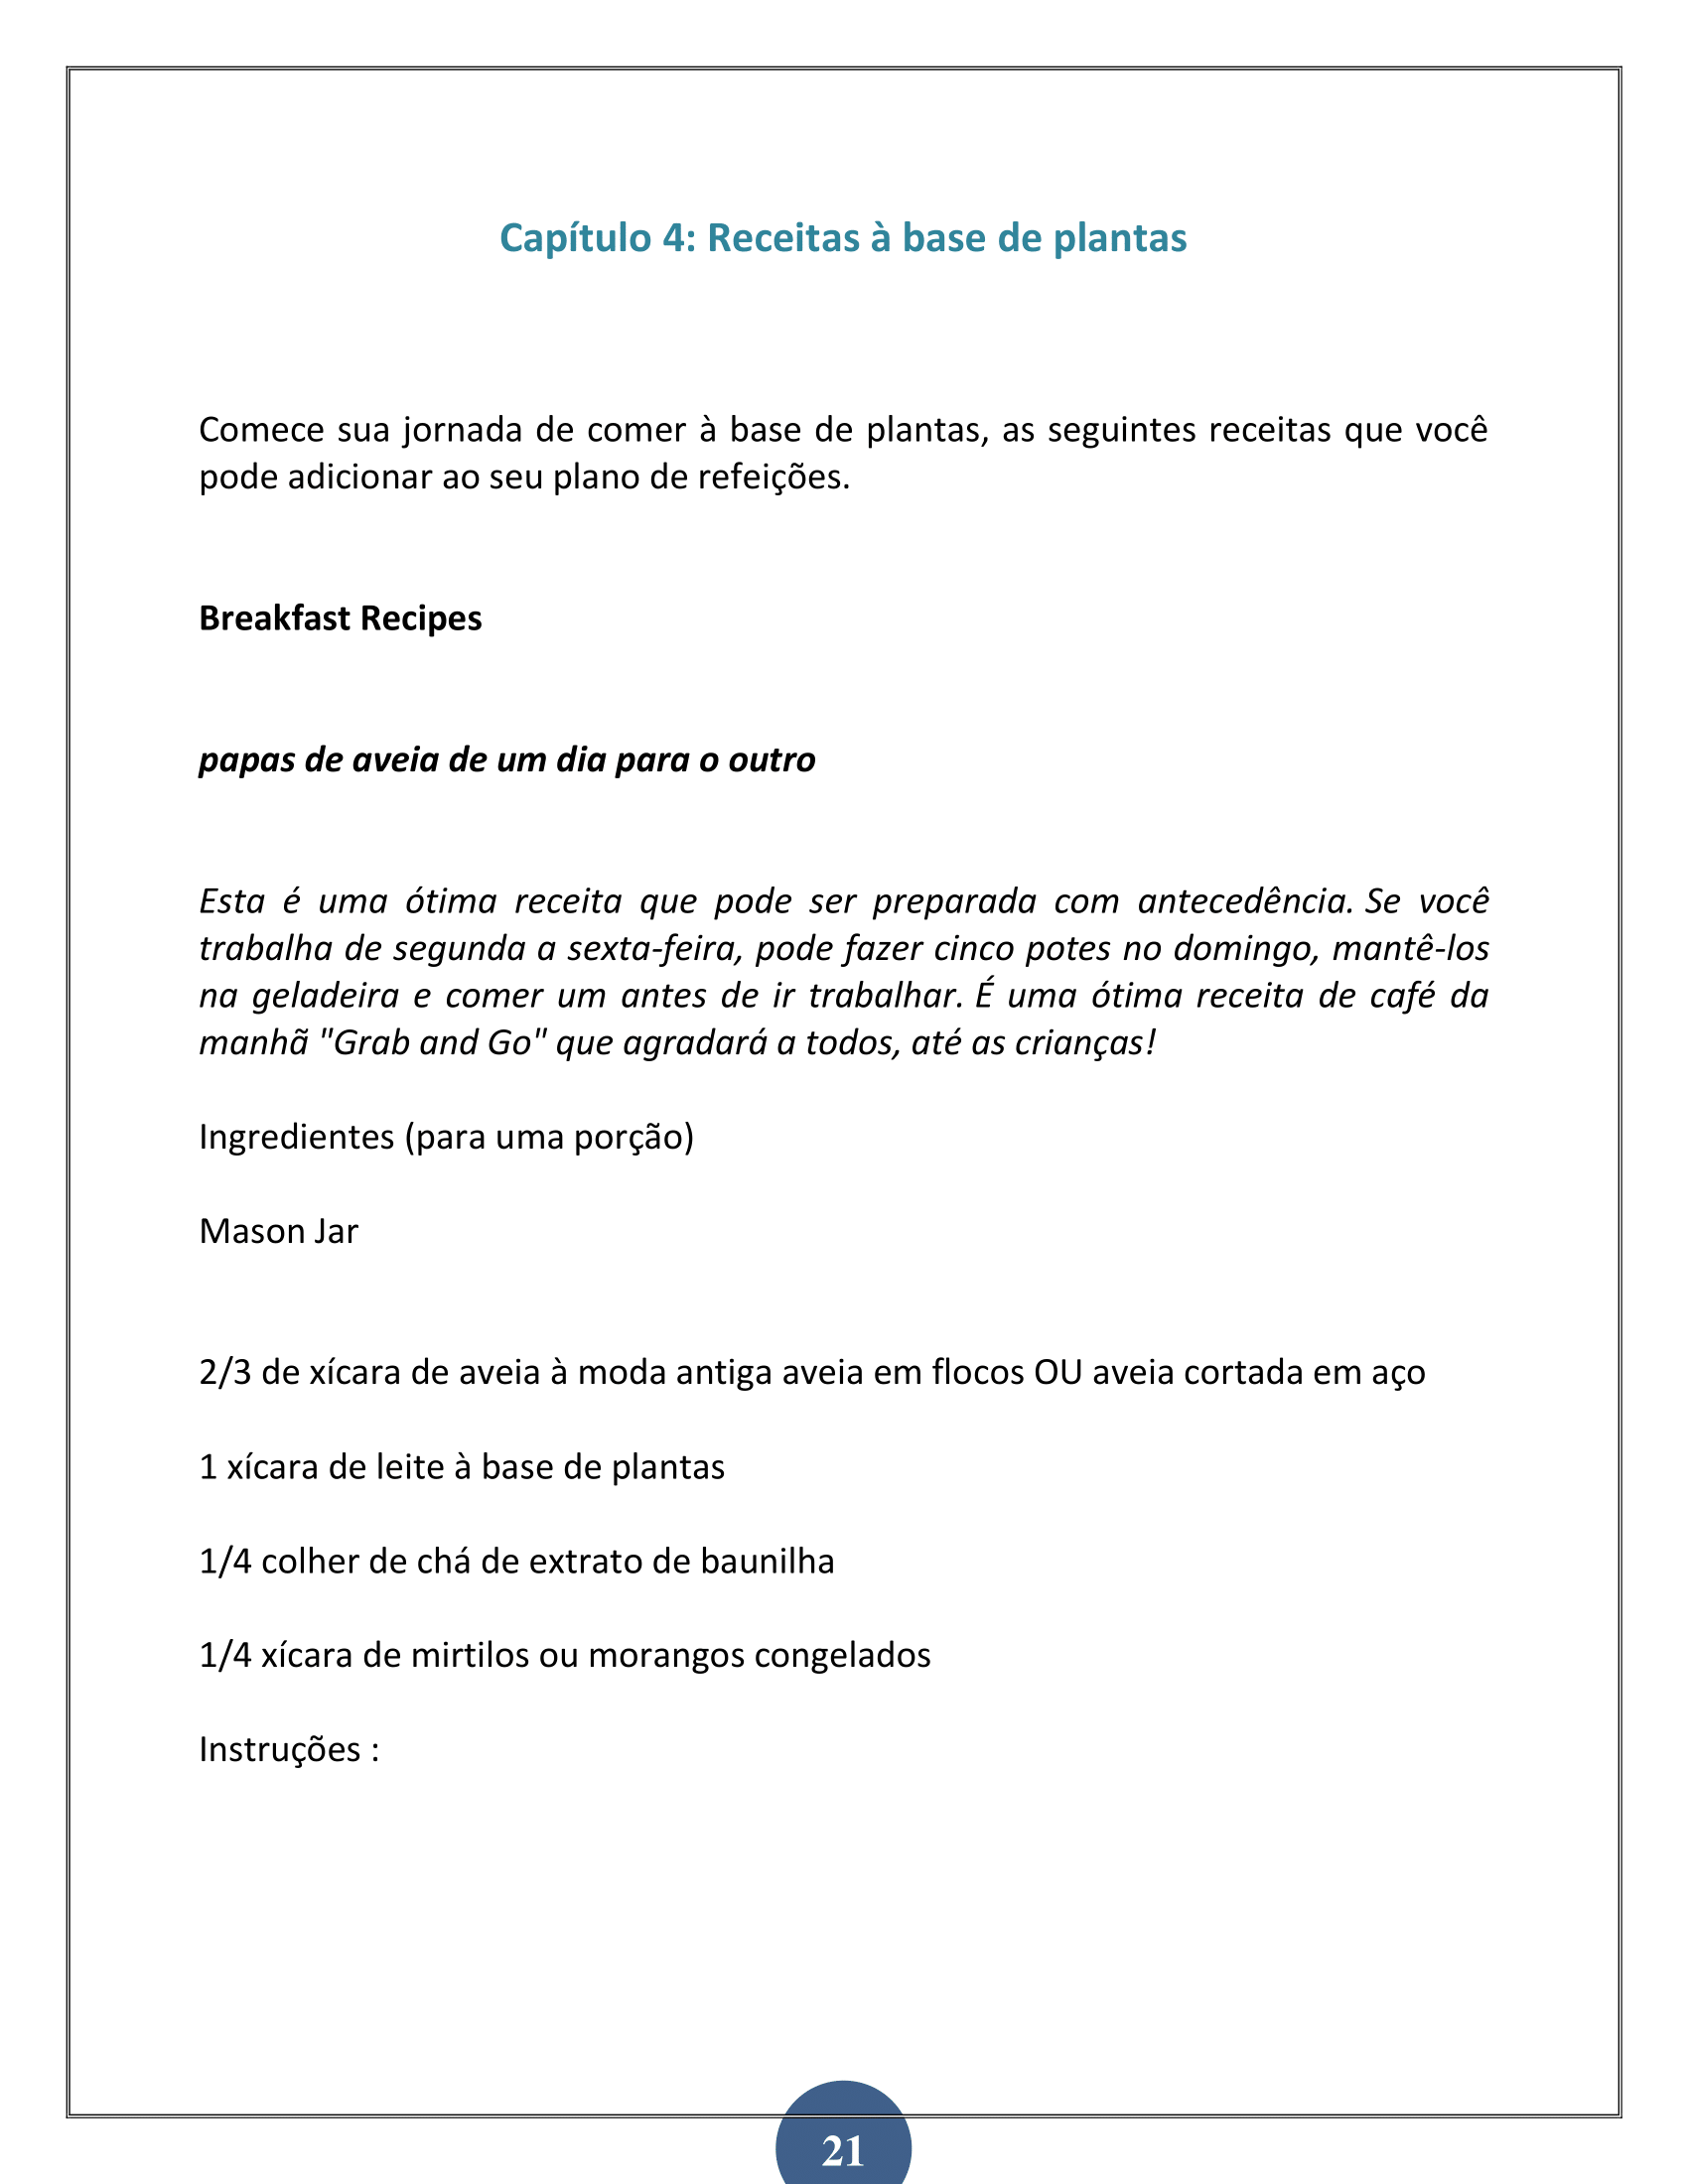 Capítulo 4: Receitas à base de plantas
Comece sua jornada de comer à base de plantas, as seguintes receitas que você
pode adicionar ao seu plano de refeições.
Breakfast Recipes
papas de aveia de um dia para o outro
Esta é uma ótima receita que pode ser preparada com antecedência. Se você
trabalha de segunda a sexta-feira, pode fazer cinco potes no domingo, mantê-los
na geladeira e comer um antes de ir trabalhar. É uma ótima receita de café da
manhã "Grab and Go" que agradará a todos, até as crianças!
Ingredientes (para uma porção)
Mason Jar
2/3 de xícara de aveia à moda antiga aveia em flocos OU aveia cortada em aço
1 xícara de leite à base de plantas
1/4 colher de chá de extrato de baunilha
1/4 xícara de mirtilos ou morangos congelados
Instruções :
21